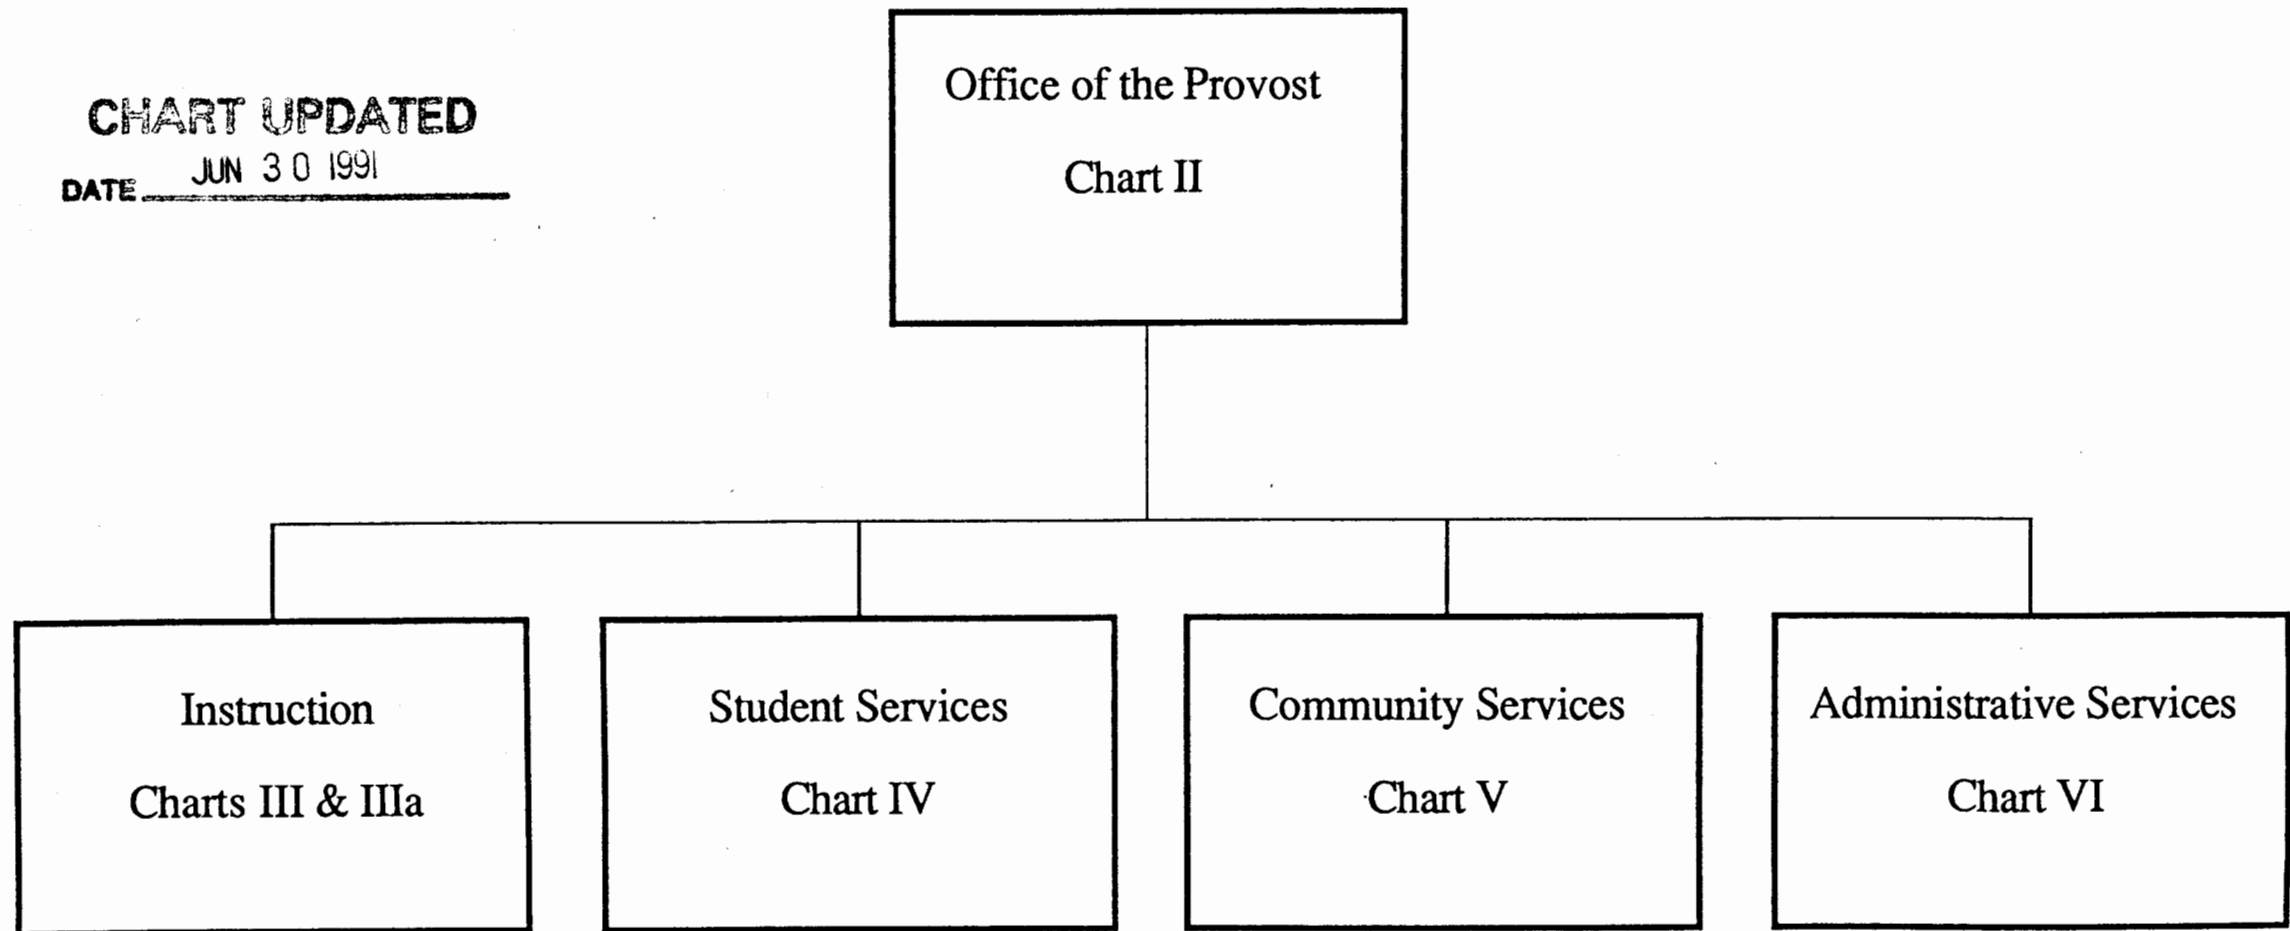 CHART UPDATED
DATE JUN 30 1991
Office of the Provost
Chart II
Instruction
Charts III & IIIa
Student Services
Chart IV
Community Services
Chart V
Administrative Services
Chart VI